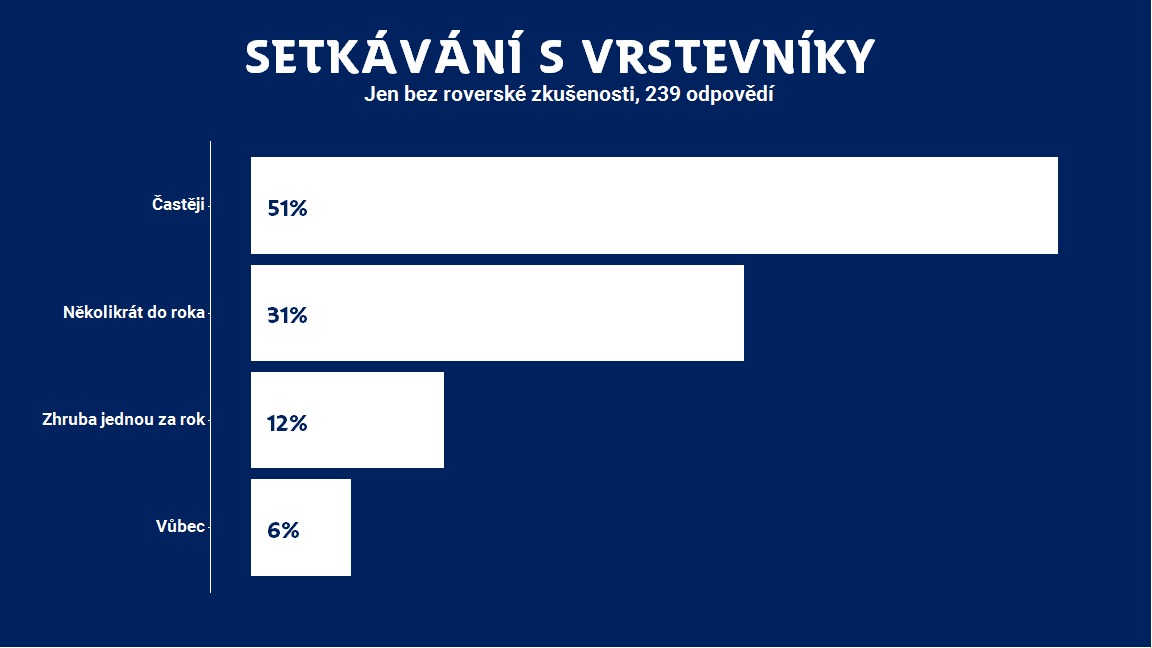 SETKÁVÁNÍ S VRSTEVNÍKY
Jen bez roverské zkušenosti, 239 odpovědí
Častěji
51%
Několikrát do roka
31%
Zhruba jednou za rok
12%
Vůbec
6%